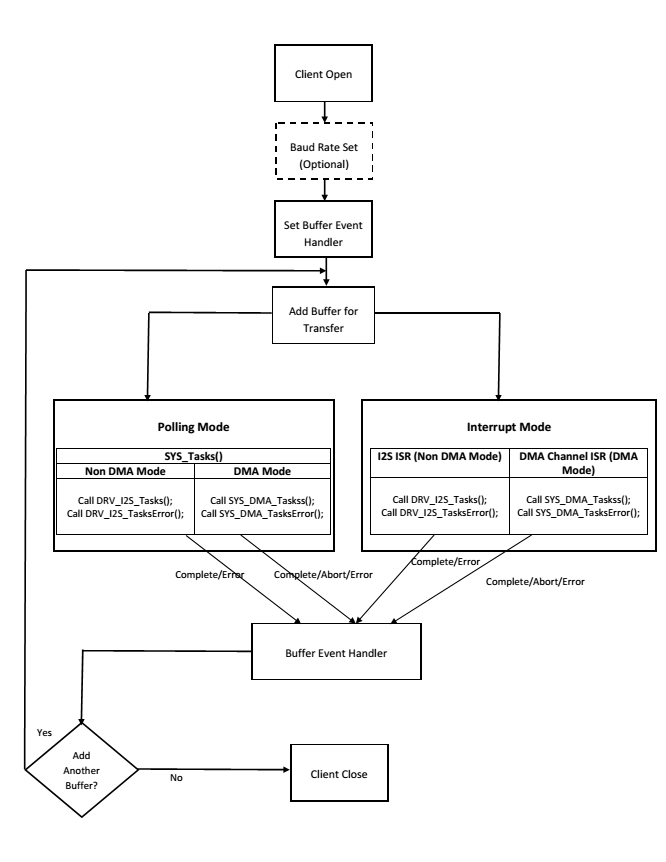 Client Open
Baud Rate Set
(Optional)
Set Buffer Event
Handler
Add Buffer for
Transfer
Polling Mode
SYS_Tasks()
Non DMA Mode
DMA Mode
Call DRV_I2S_Tasks();
Call DRV_I2S_TasksError();
Call SYS_DMA_Taskss();
Call SYS_DMA_TasksError();
Interrupt Mode
I2S ISR (Non DMA Mode)
DMA Channel ISR (DMA
Mode)
Call DRV_I2S_Tasks();
Call DRV_I2S_TasksError();
Call SYS_DMA_Taskss();
Call SYS_DMA_TasksError();
Complete/Error
Complete/Abort/Error
Complete/Error
Complete/Abort/Error
Buffer Event Handler
Yes
Add
Another
Buffer?
No
Client Close